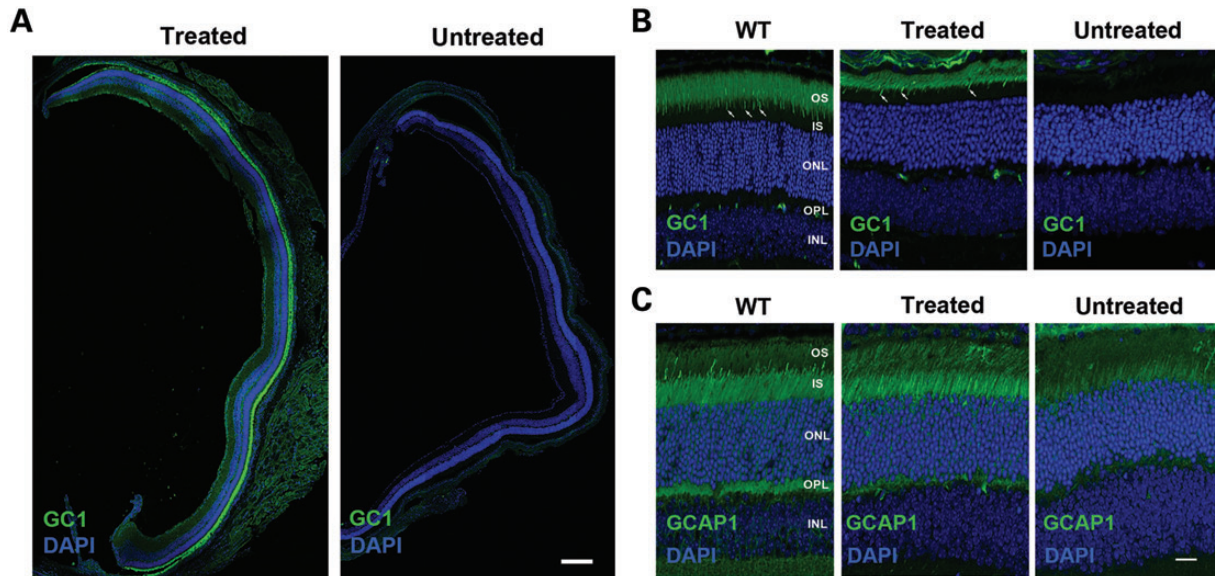 A
Treated
Untreated
GC1
DAPI
GC1
DAPI
B
WT
Treated
Untreated
OS
IS
ONL
OPL
INL
GC1
DAPI
GC1
DAPI
GC1
DAPI
C
WT
Treated
Untreated
OS
IS
ONL
OPL
INL
GCAP1
DAPI
GCAP1
DAPI
GCAP1
DAPI